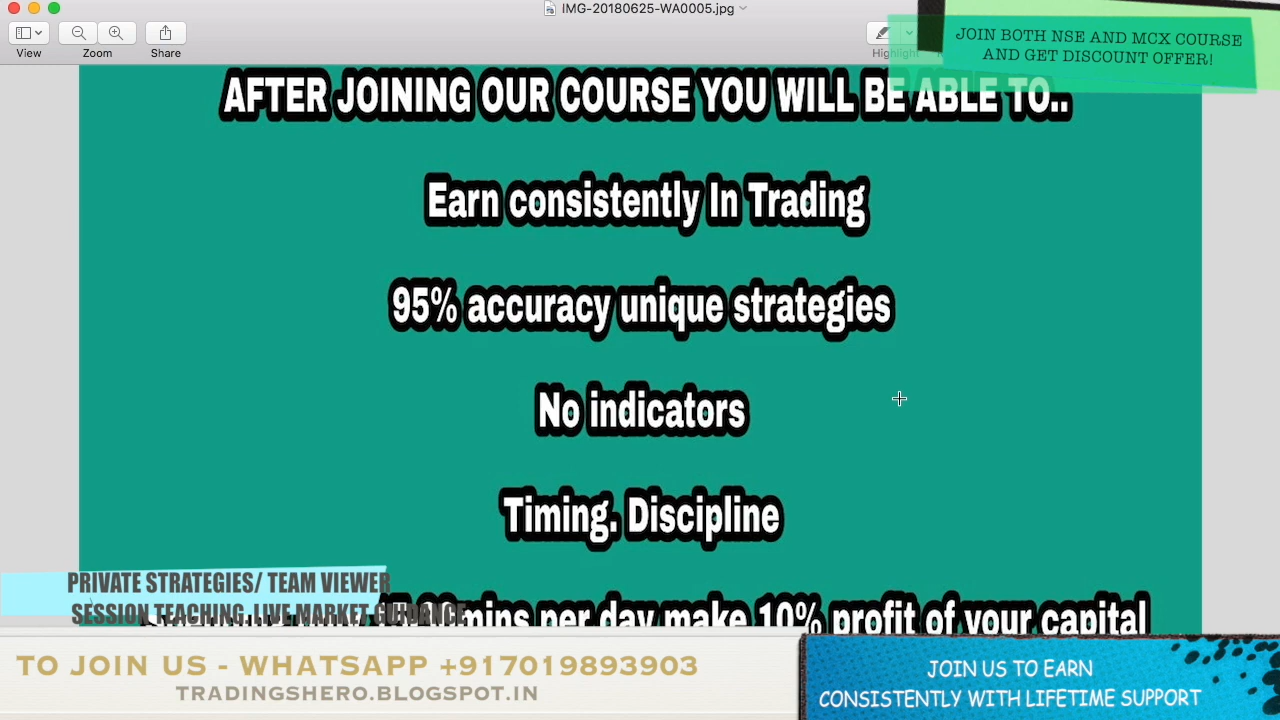 IMG-20180625-WA0005.jpg
View
Zoom
Share
Highlight
JOIN BOTH NSE AND MCX COURSE
AND GET DISCOUNT OFFER!
AFTER JOINING OUR COURSE YOU WILL BE ABLE TO..
Earn consistently In Trading
95% accuracy unique strategies
No indicators
Timing. Discipline
mins per day make 10% profit of your capital
PRIVATE STRATEGIES/ TEAM VIEWER
SESSION TEACHING, LIVE MARKET GUIDANCE
TO JOIN US - WHATSAPP +917019893903
TRADINGSHERO.BLOGSPOT.IN
JOIN US TO EARN
CONSISTENTLY WITH LIFETIME SUPPORT